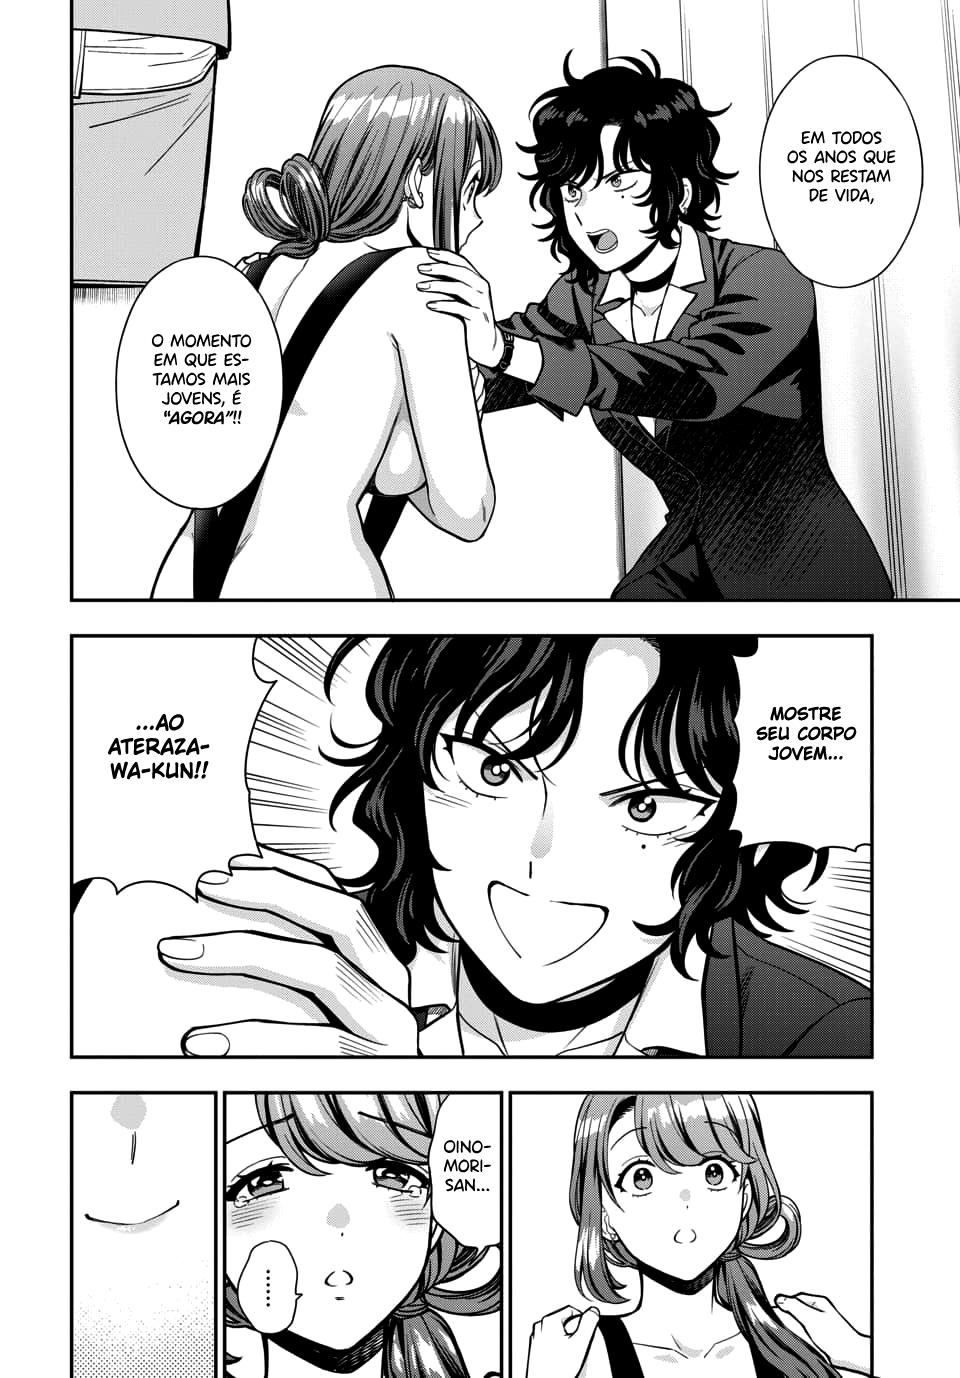 EM TODOS
OS ANOS QUE
NOS RESTAM
DE VIDA,
O MOMENTO
EM QUE ES-
TAMOS MAIS
JOVENS, É
"AGORA"!!
MOSTRE
SEU CORPO
JOVEM...
...AO
ATERAZA-
WA-KUN!!
OINO-
MORI-
SAN...
......